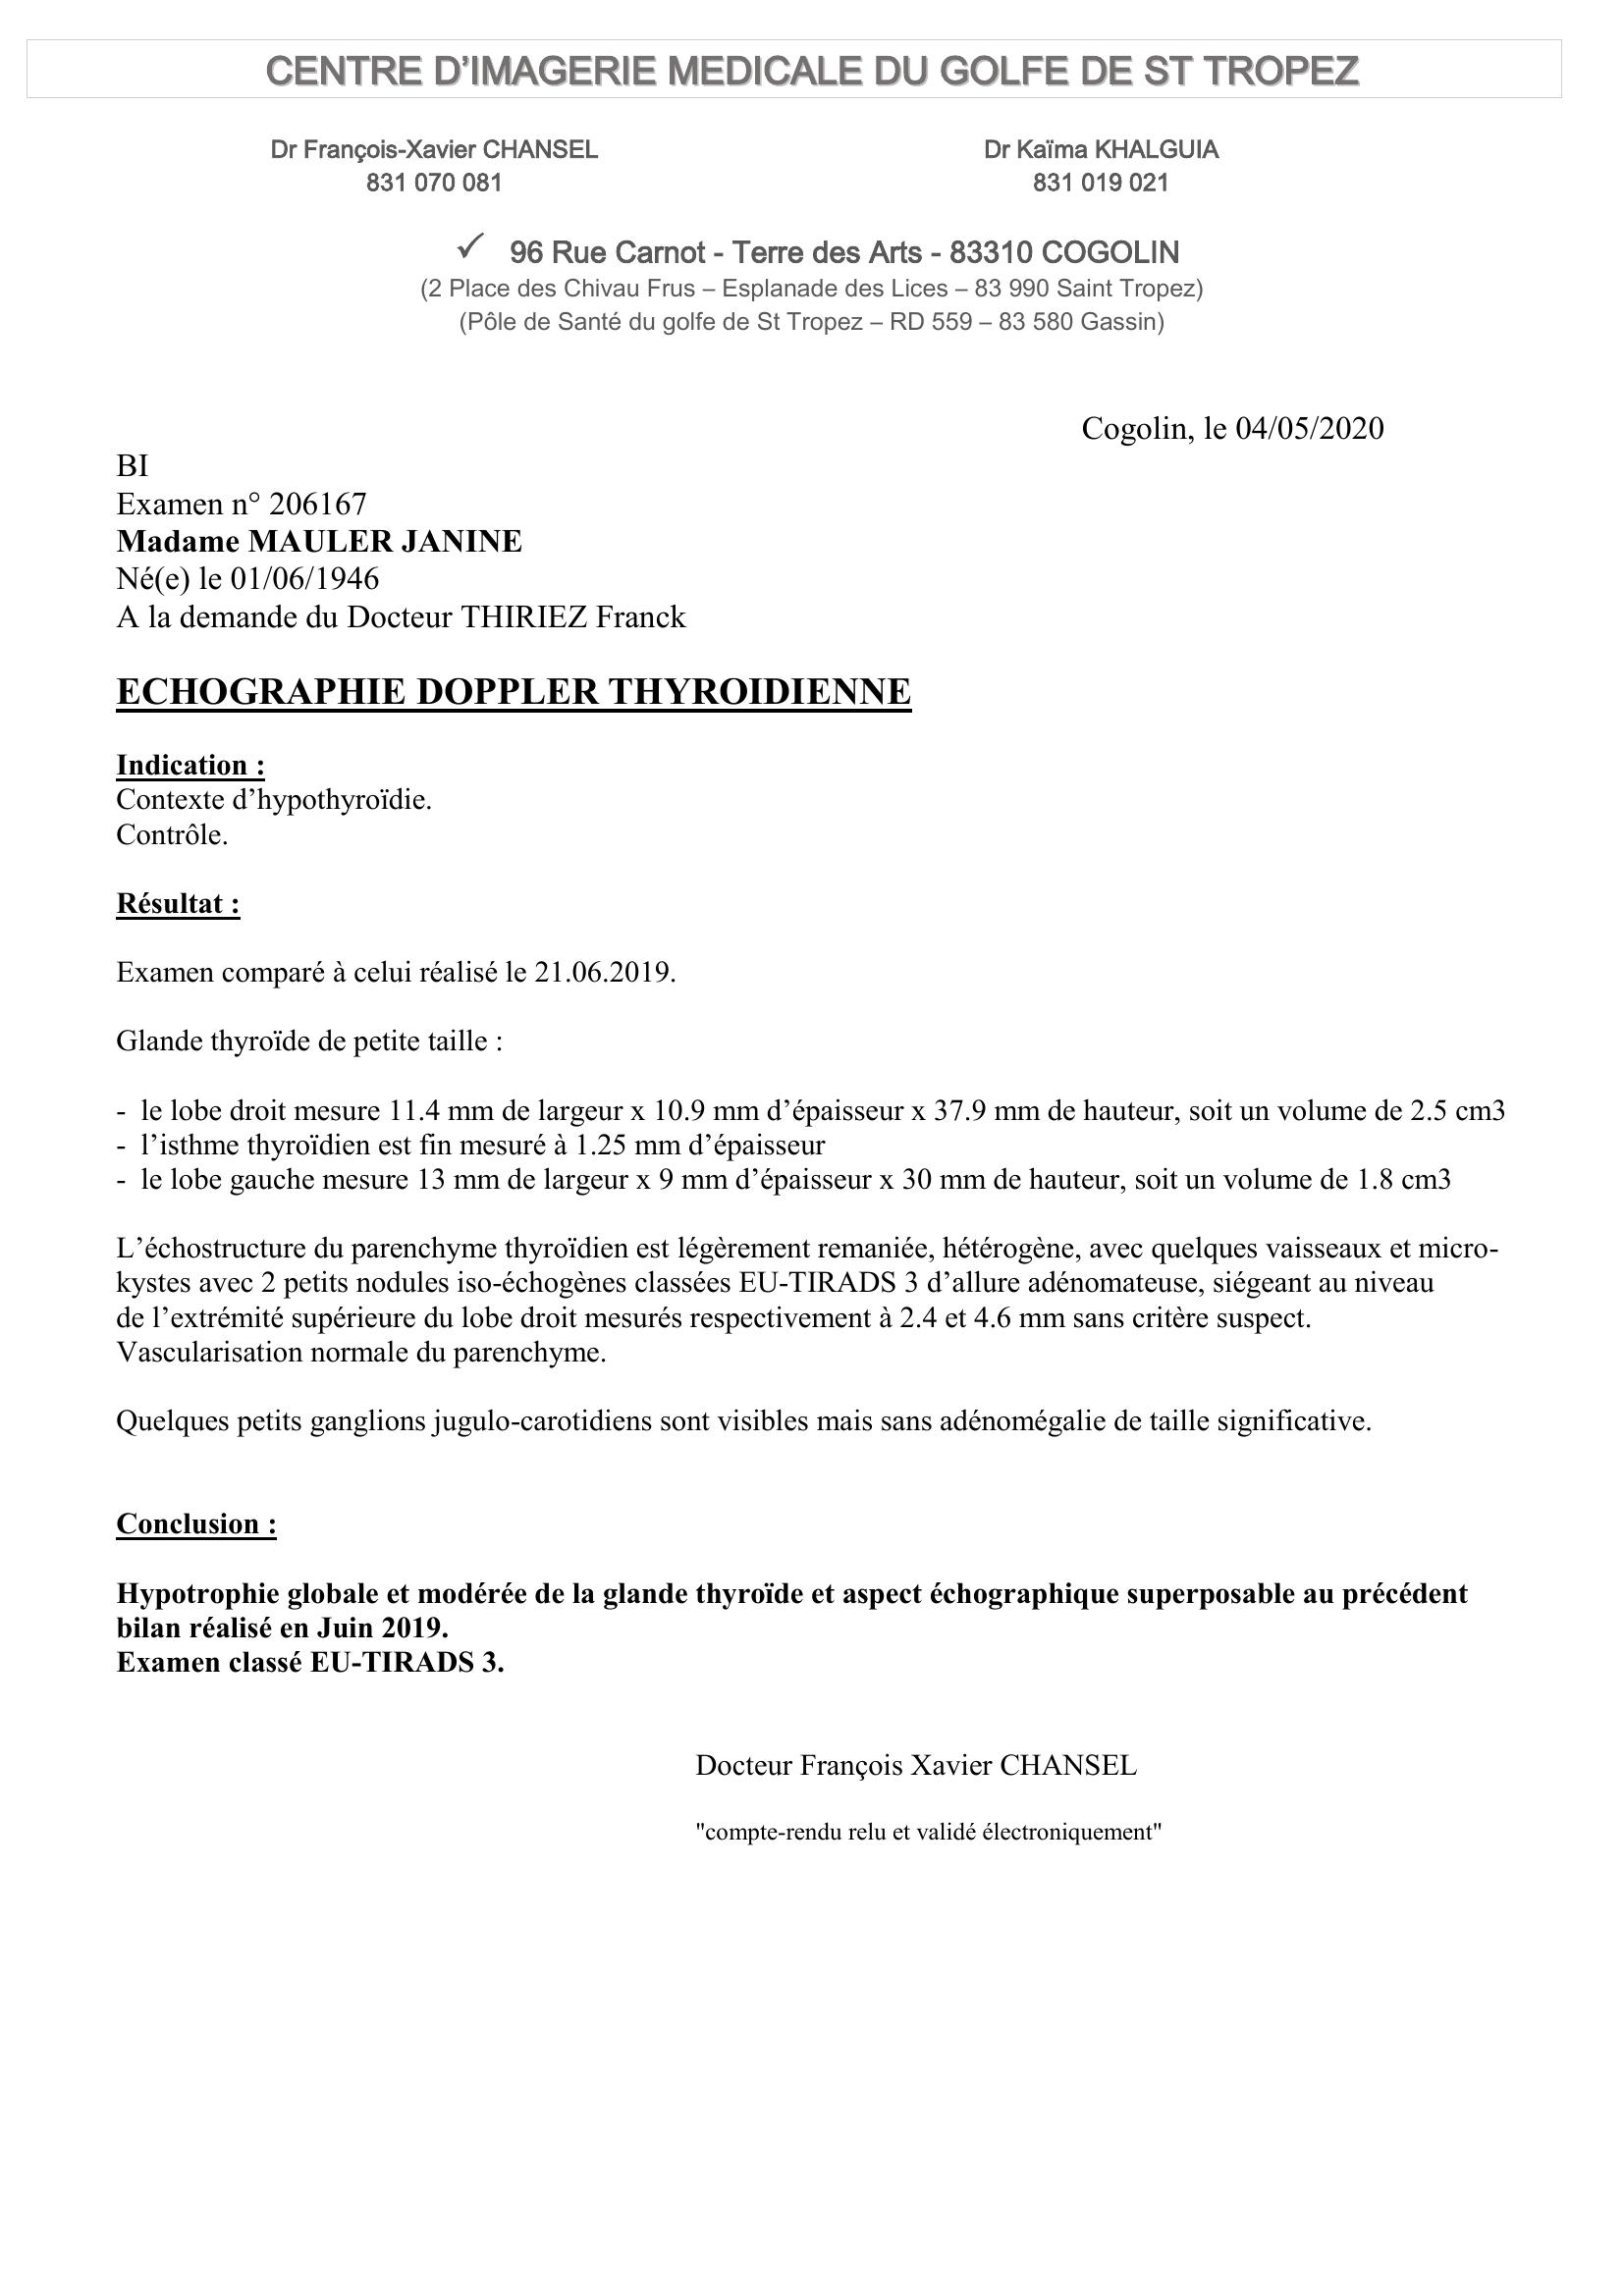 CENTRE D’IMAGERIE MEDICALE DU GOLFE DE ST TROPEZ
Dr François-Xavier CHANSEL
831 070 081
Dr Kaïma KHALGUIA
831 019 021
✓ 96 Rue Carnot - Terre des Arts - 83310 COGOLIN
(2 Place des Chivau Frus – Esplanade des Lices – 83 990 Saint Tropez)
(Pôle de Santé du golfe de St Tropez – RD 559 – 83 580 Gassin)
Cogolin, le 04/05/2020
BI
Examen n° 206167
Madame MAULER JANINE
Né(e) le 01/06/1946
A la demande du Docteur THIRIEZ Franck
ECHOGRAPHIE DOPPLER THYROIDIENNE
Indication :
Contexte d’hypothyroïdie.
Contrôle.
Résultat :
Examen comparé à celui réalisé le 21.06.2019.
Glande thyroïde de petite taille :
- le lobe droit mesure 11.4 mm de largeur x 10.9 mm d’épaisseur x 37.9 mm de hauteur, soit un volume de 2.5 cm3
- l’isthme thyroïdien est fin mesuré à 1.25 mm d’épaisseur
- le lobe gauche mesure 13 mm de largeur x 9 mm d’épaisseur x 30 mm de hauteur, soit un volume de 1.8 cm3
L’échostructure du parenchyme thyroïdien est légèrement remaniée, hétérogène, avec quelques vaisseaux et micro-
kystes avec 2 petits nodules iso-échogènes classées EU-TIRADS 3 d’allure adénomateuse, siégeant au niveau
de l’extrémité supérieure du lobe droit mesurés respectivement à 2.4 et 4.6 mm sans critère suspect.
Vascularisation normale du parenchyme.
Quelques petits ganglions jugulo-carotidiens sont visibles mais sans adénomégalie de taille significative.
Conclusion :
Hypotrophie globale et modérée de la glande thyroïde et aspect échographique superposable au précédent
bilan réalisé en Juin 2019.
Examen classé EU-TIRADS 3.
Docteur François Xavier CHANSEL
"compte-rendu relu et validé électroniquement"